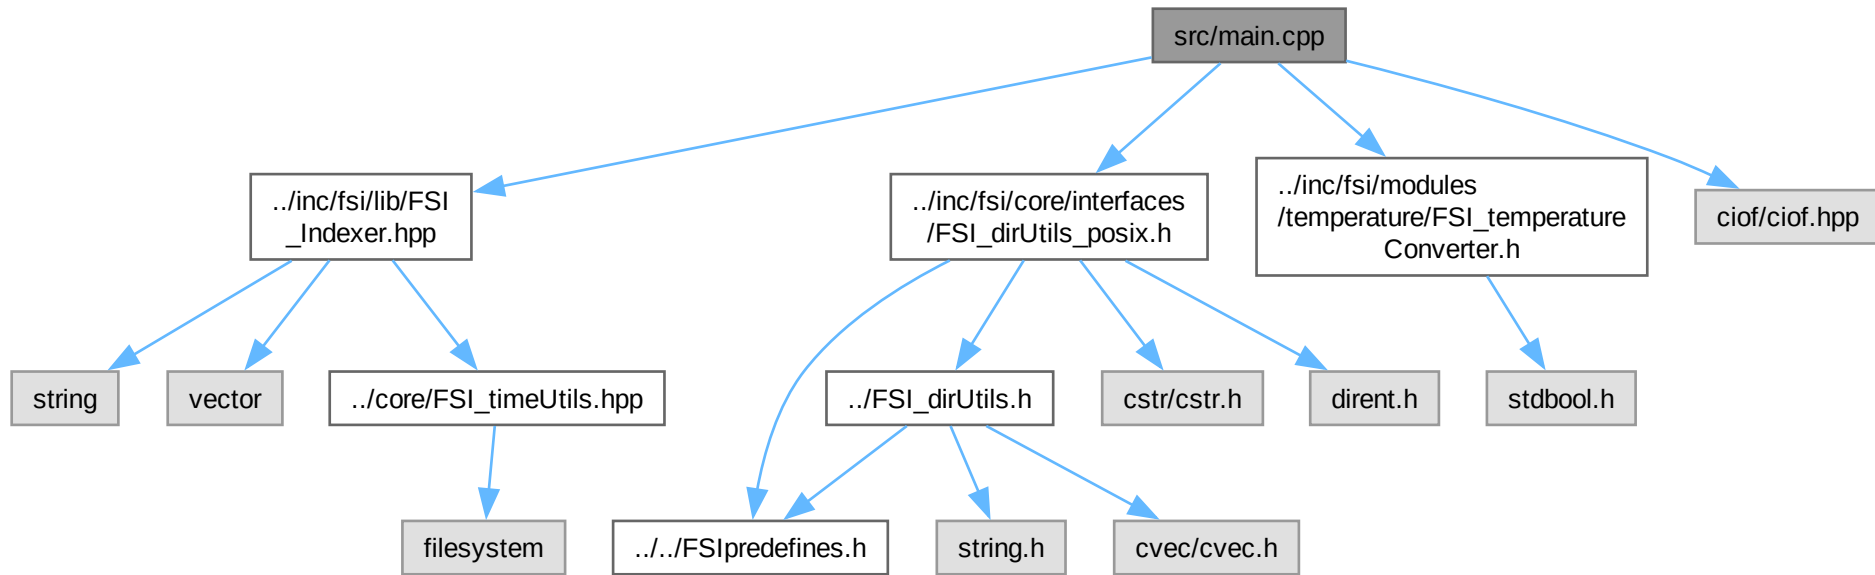 src/main.cpp
../inc/fsi/lib/FSI
_Indexer.hpp
../inc/fsi/core/interfaces
/FSI_dirUtils_posix.h
../inc/fsi/modules
/temperature/FSI_temperature
Converter.h
ciof/ciof.hpp
string
vector
../core/FSI_timeUtils.hpp
../FSI_dirUtils.h
cstr/cstr.h
dirent.h
stdbool.h
filesystem
../../FSIpredefines.h
string.h
cvec/cvec.h